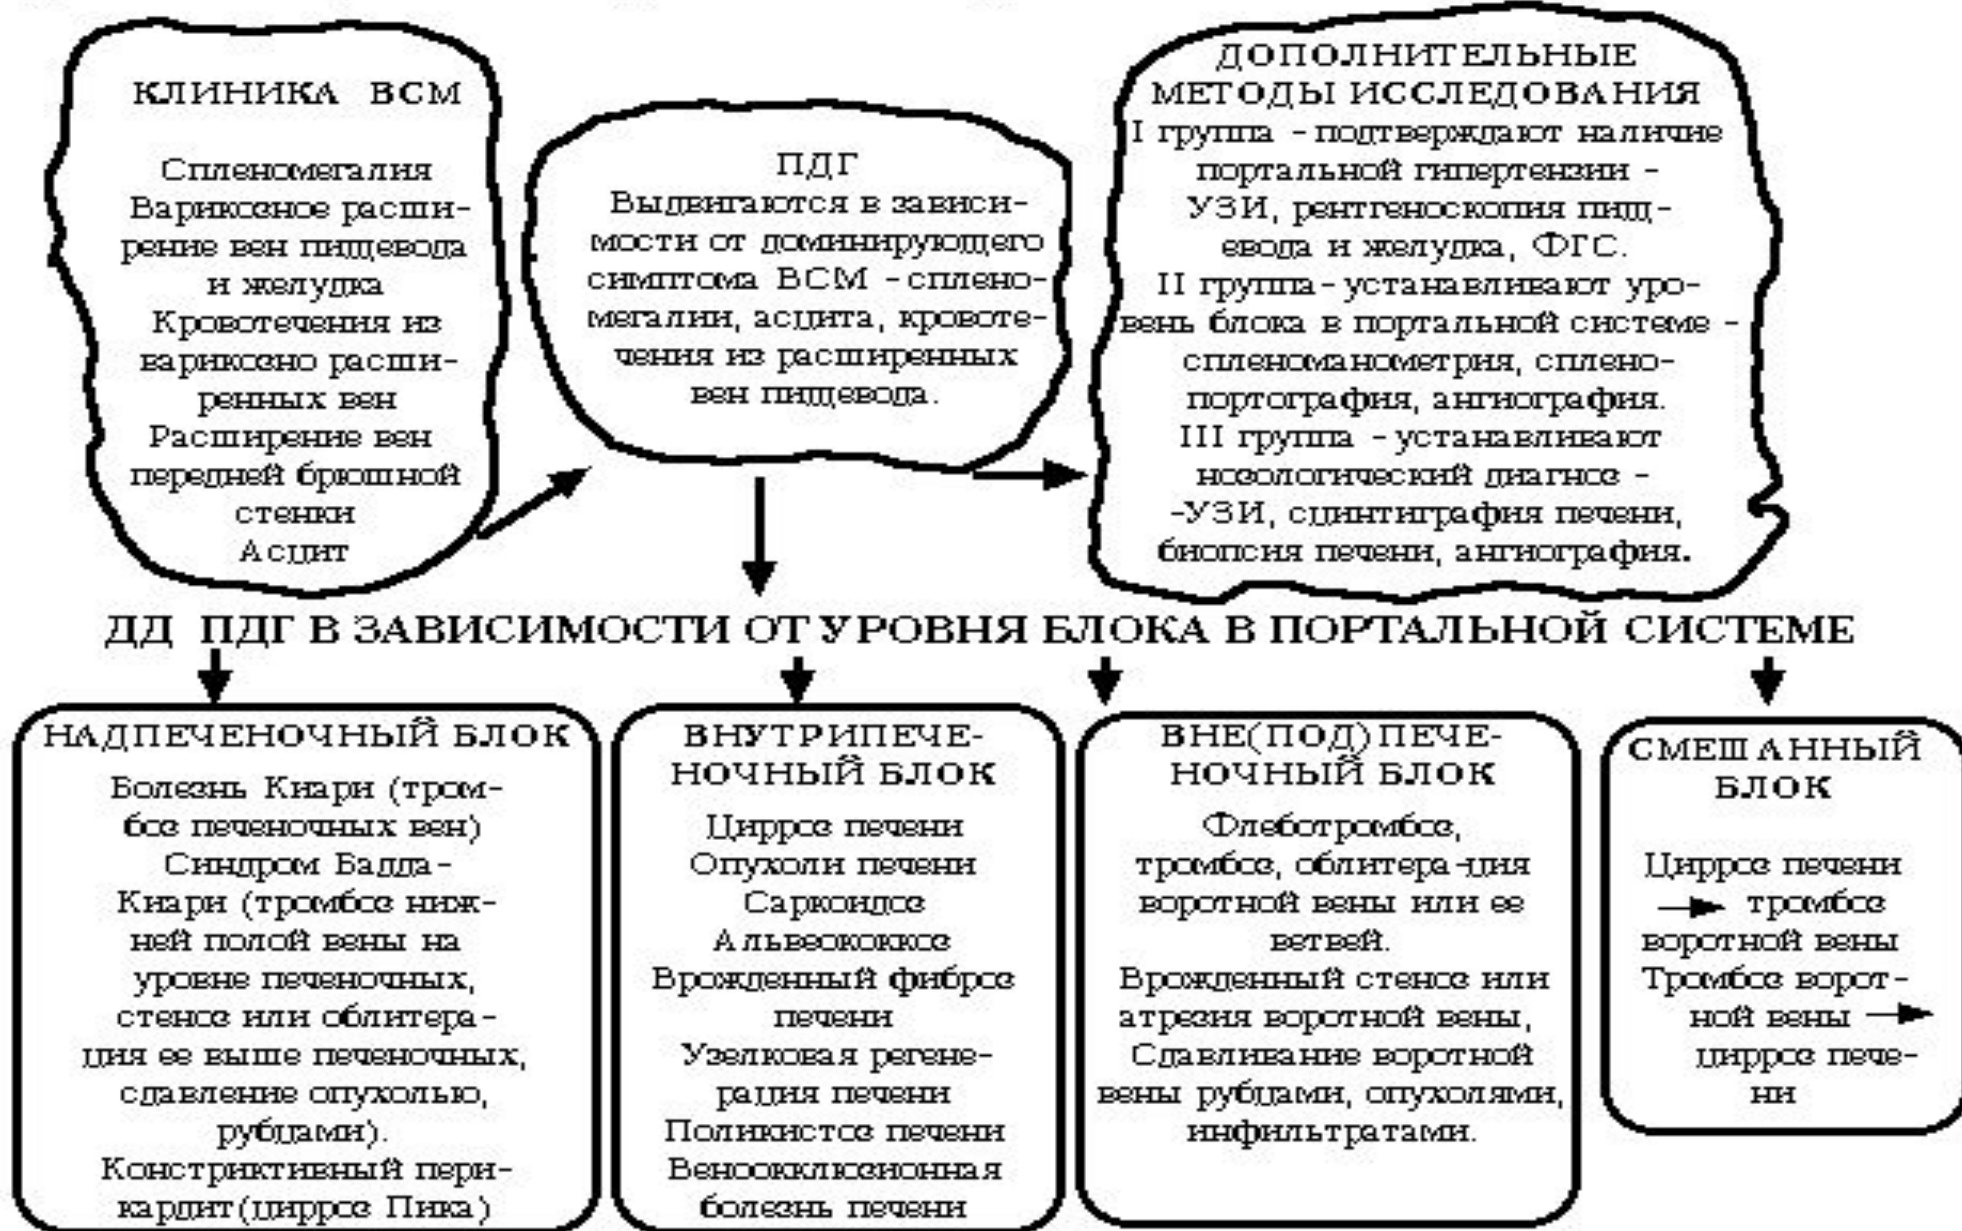 КЛИНИКА ВСМ
Спленомегалия
Варикозное расши-
рение вен пищевода
и желудка
Кровотечения из
варикозно расши-
ренных вен
Расширение вен
передней брюшной
стенки
Асцит
ПДГ
Выдвигаются в зависи-
мости от доминирующего
симптома ВСМ - сплено-
мегалии, асцита, кровоте-
чения из расширенных
вен пищевода.
ДОПОЛНИТЕЛЬНЫЕ
МЕТОДЫ ИССЛЕДОВАНИЯ
I группа - подтверждают наличие
портальной гипертензии -
УЗИ, рентгеноскопия пищ-
евода и желудка, ФГС.
II группа - устанавливают уро-
вень блока в портальной системе -
спленоманометрия, сплено-
портография, ангиография.
III группа - устанавливают
нозологический диагноз -
-УЗИ, сцинтиграфия печени,
биопсия печени, ангиография.
ДД ПДГ В ЗАВИСИМОСТИ ОТ УРОВНЯ БЛОКА В ПОРТАЛЬНОЙ СИСТЕМЕ
НАДПЕЧЕНОЧНЫЙ БЛОК
Болезнь Киари (тром-
боз печеночных вен)
Синдром Бадда-
Киари (тромбоз ниж-
ней полой вены на
уровне печеночных,
стеноз или облитера-
ция ее выше печеночных,
сдавление опухолью,
рубцами).
Констриктивный пери-
кардит(цирроз Пика)
ВНУТРИПЕЧЕ-
НОЧНЫЙ БЛОК
Цирроз печени
Опухоли печени
Саркоидоз
Альвеококкоз
Врожденный фиброз
печени
Узелковая регене-
рация печени
Поликистоз печени
Веноокклюзионная
болезнь печени
ВНЕ(ПОД)ПЕЧЕ-
НОЧНЫЙ БЛОК
Флеботромбоз,
тромбоз, облитера-ция
воротной вены или ее
ветвей.
Врожденный стеноз или
атрезия воротной вены,
Сдавливание воротной
вены рубцами, опухолями,
инфильтратами.
СМЕШАННЫЙ
БЛОК
Цирроз печени
→ тромбоз
воротной вены
Тромбоз ворот-
ной вены →
цирроз пече-
ни